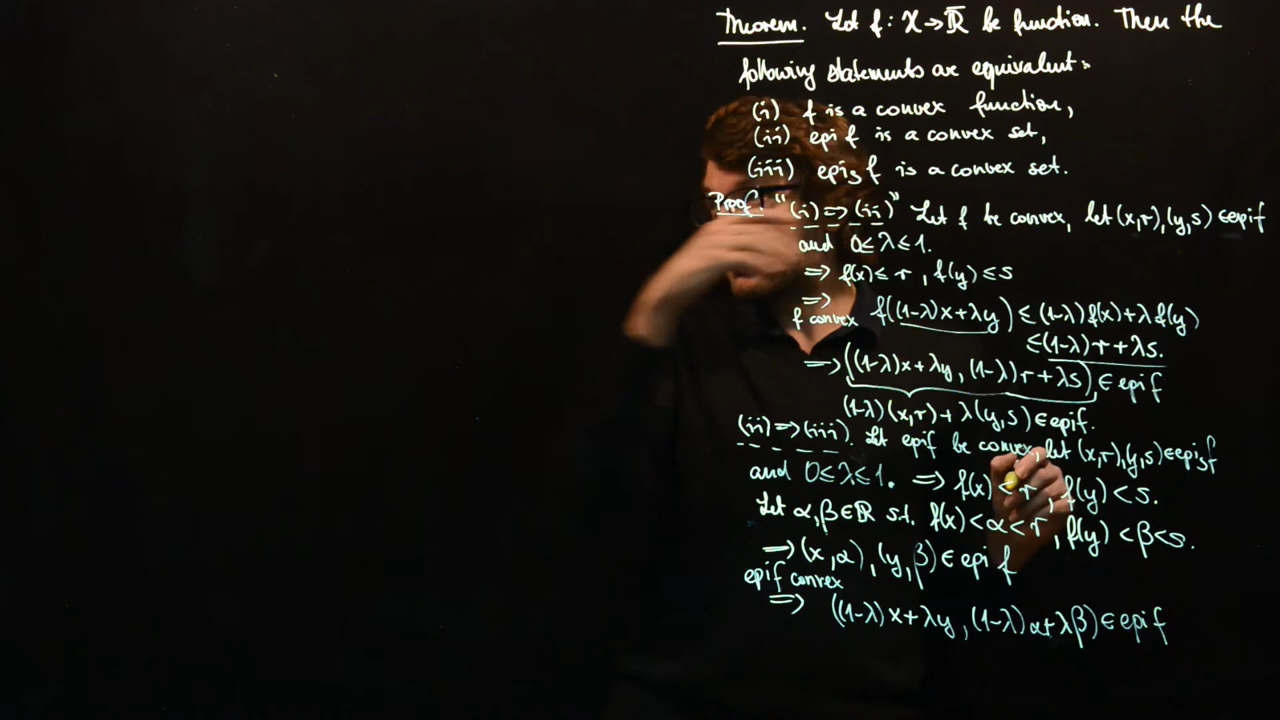 Theorem. Let f: X → R̅ be function. Then the
following statements are equivalent:
(i) f is a convex function,
(ii) epi f is a convex set,
(iii) epi_s f is a convex set.
Proof. "(i) => (ii)" Let f be convex, let (x,r),(y,s) ∈ epi f
and 0 ≤ λ ≤ 1.
=> f(x) ≤ r, f(y) ≤ s
=> f convex f((1-λ)x+λy) ≤ (1-λ)f(x)+λf(y)
≤ (1-λ)r+λs.
=> ((1-λ)x+λy, (1-λ)r+λs) ∈ epi f
(1-λ)(x,r)+λ(y,s) ∈ epi f.
(ii) => (iii). Let epi f be convex, let (x,r),(y,s) ∈ epi_s f
and 0 ≤ λ ≤ 1. => f(x) < r, f(y) < s.
Let α,β ∈ R s.t. f(x) < α < r, f(y) < β < s.
=> (x,α), (y,β) ∈ epi f
epi f convex
=> ((1-λ)x+λy, (1-λ)α+λβ) ∈ epi f